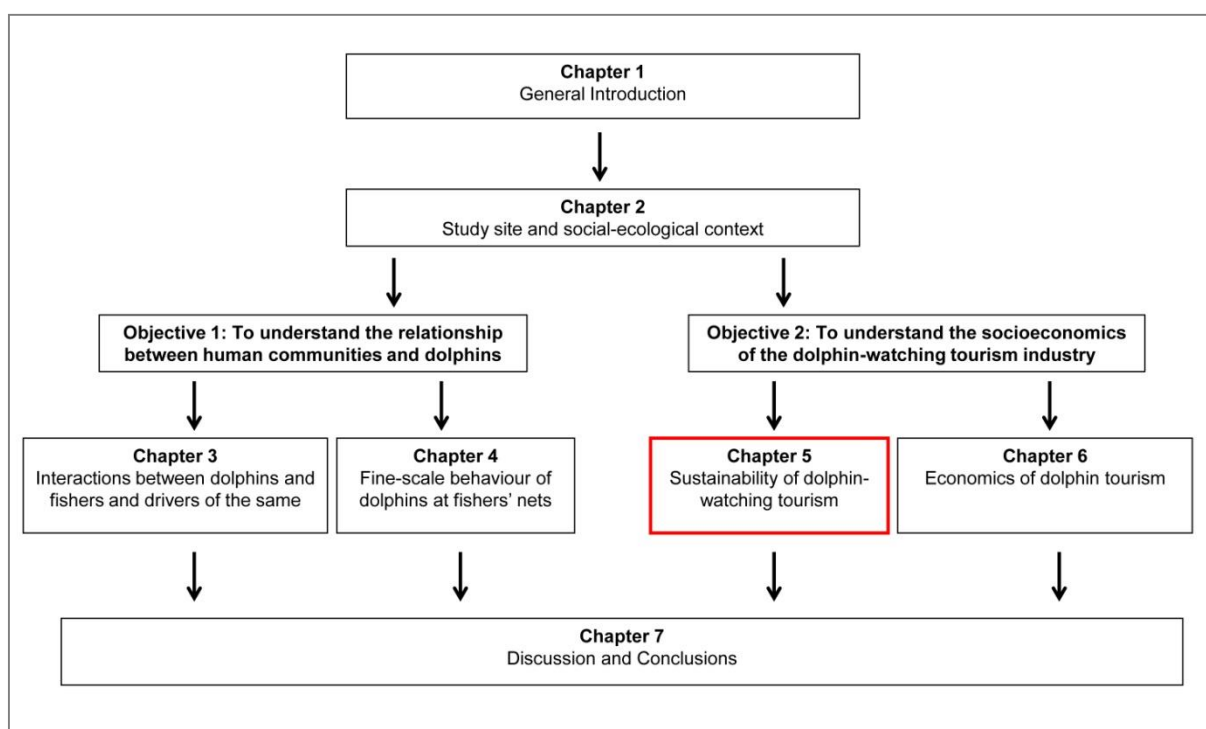 Chapter 1
General Introduction
Chapter 2
Study site and social-ecological context
Objective 1: To understand the relationship
between human communities and dolphins
Objective 2: To understand the socioeconomics
of the dolphin-watching tourism industry
Chapter 3
Interactions between dolphins and
fishers and drivers of the same
Chapter 4
Fine-scale behaviour of
dolphins at fishers’ nets
Chapter 5
Sustainability of dolphin-
watching tourism
Chapter 6
Economics of dolphin tourism
Chapter 7
Discussion and Conclusions